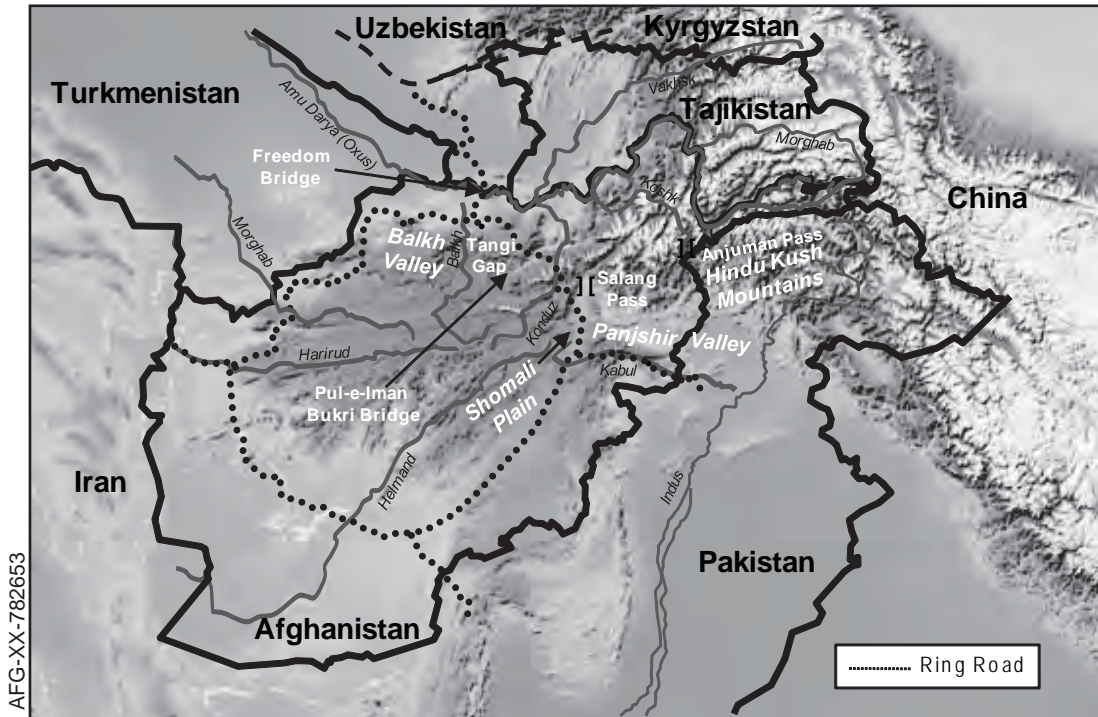 Uzbekistan
Kyrgyzstan
Turkmenistan
Vakhsk
Tajikistan
Amu Darya (Oxus)
Morghab
Freedom
Bridge
China
Koshk
Morghab
Balkh
Valley
Balkh
Tangi
Gap
Anjuman Pass
Hindu Kush
Mountains
Salang
Pass
Konduz
Panjshir Valley
Harirud
Kabul
Pul-e-Iman
Bukri Bridge
Shomali
Plain
Iran
Helmand
Indus
Pakistan
Afghanistan
Ring Road
AFG-XX-782653